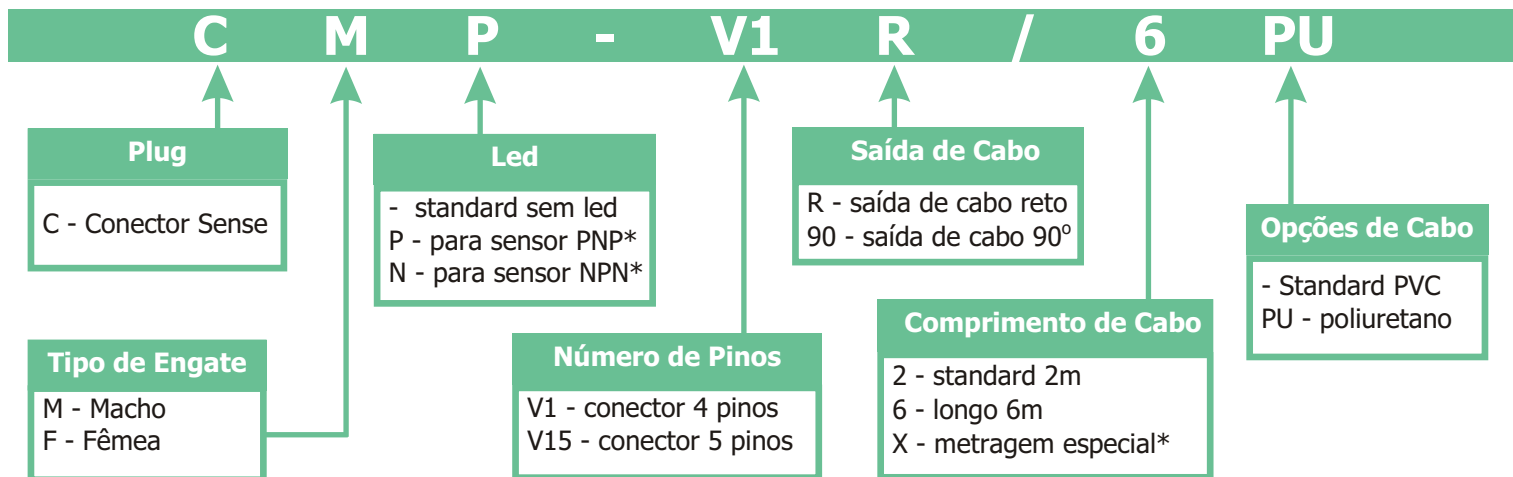 C M P - V1 R / 6 PU
Plug
C - Conector Sense
Led
- standard sem led
P - para sensor PNP*
N - para sensor NPN*
Saída de Cabo
R - saída de cabo reto
90 - saída de cabo 90º
Opções de Cabo
- Standard PVC
PU - poliuretano
Tipo de Engate
M - Macho
F - Fêmea
Número de Pinos
V1 - conector 4 pinos
V15 - conector 5 pinos
Comprimento de Cabo
2 - standard 2m
6 - longo 6m
X - metragem especial*